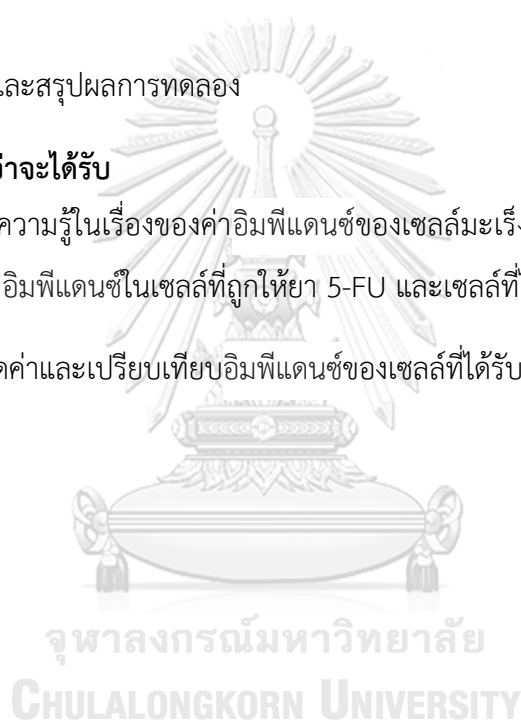 ละสรุปผลการทดลอง
ว่าจะได้รับ
ความรู้ในเรื่องของค่าอิมพีแดนซ์ของเซลล์มะเร็ง
อิมพีแดนซ์ในเซลล์ที่ถูกให้ยา 5-FU และเซลล์ที่
ค่าและเปรียบเทียบอิมพีแดนซ์ของเซลล์ที่ได้รับ
จุฬาลงกรณ์มหาวิทยาลัย
CHULALONGKORN UNIVERSITY